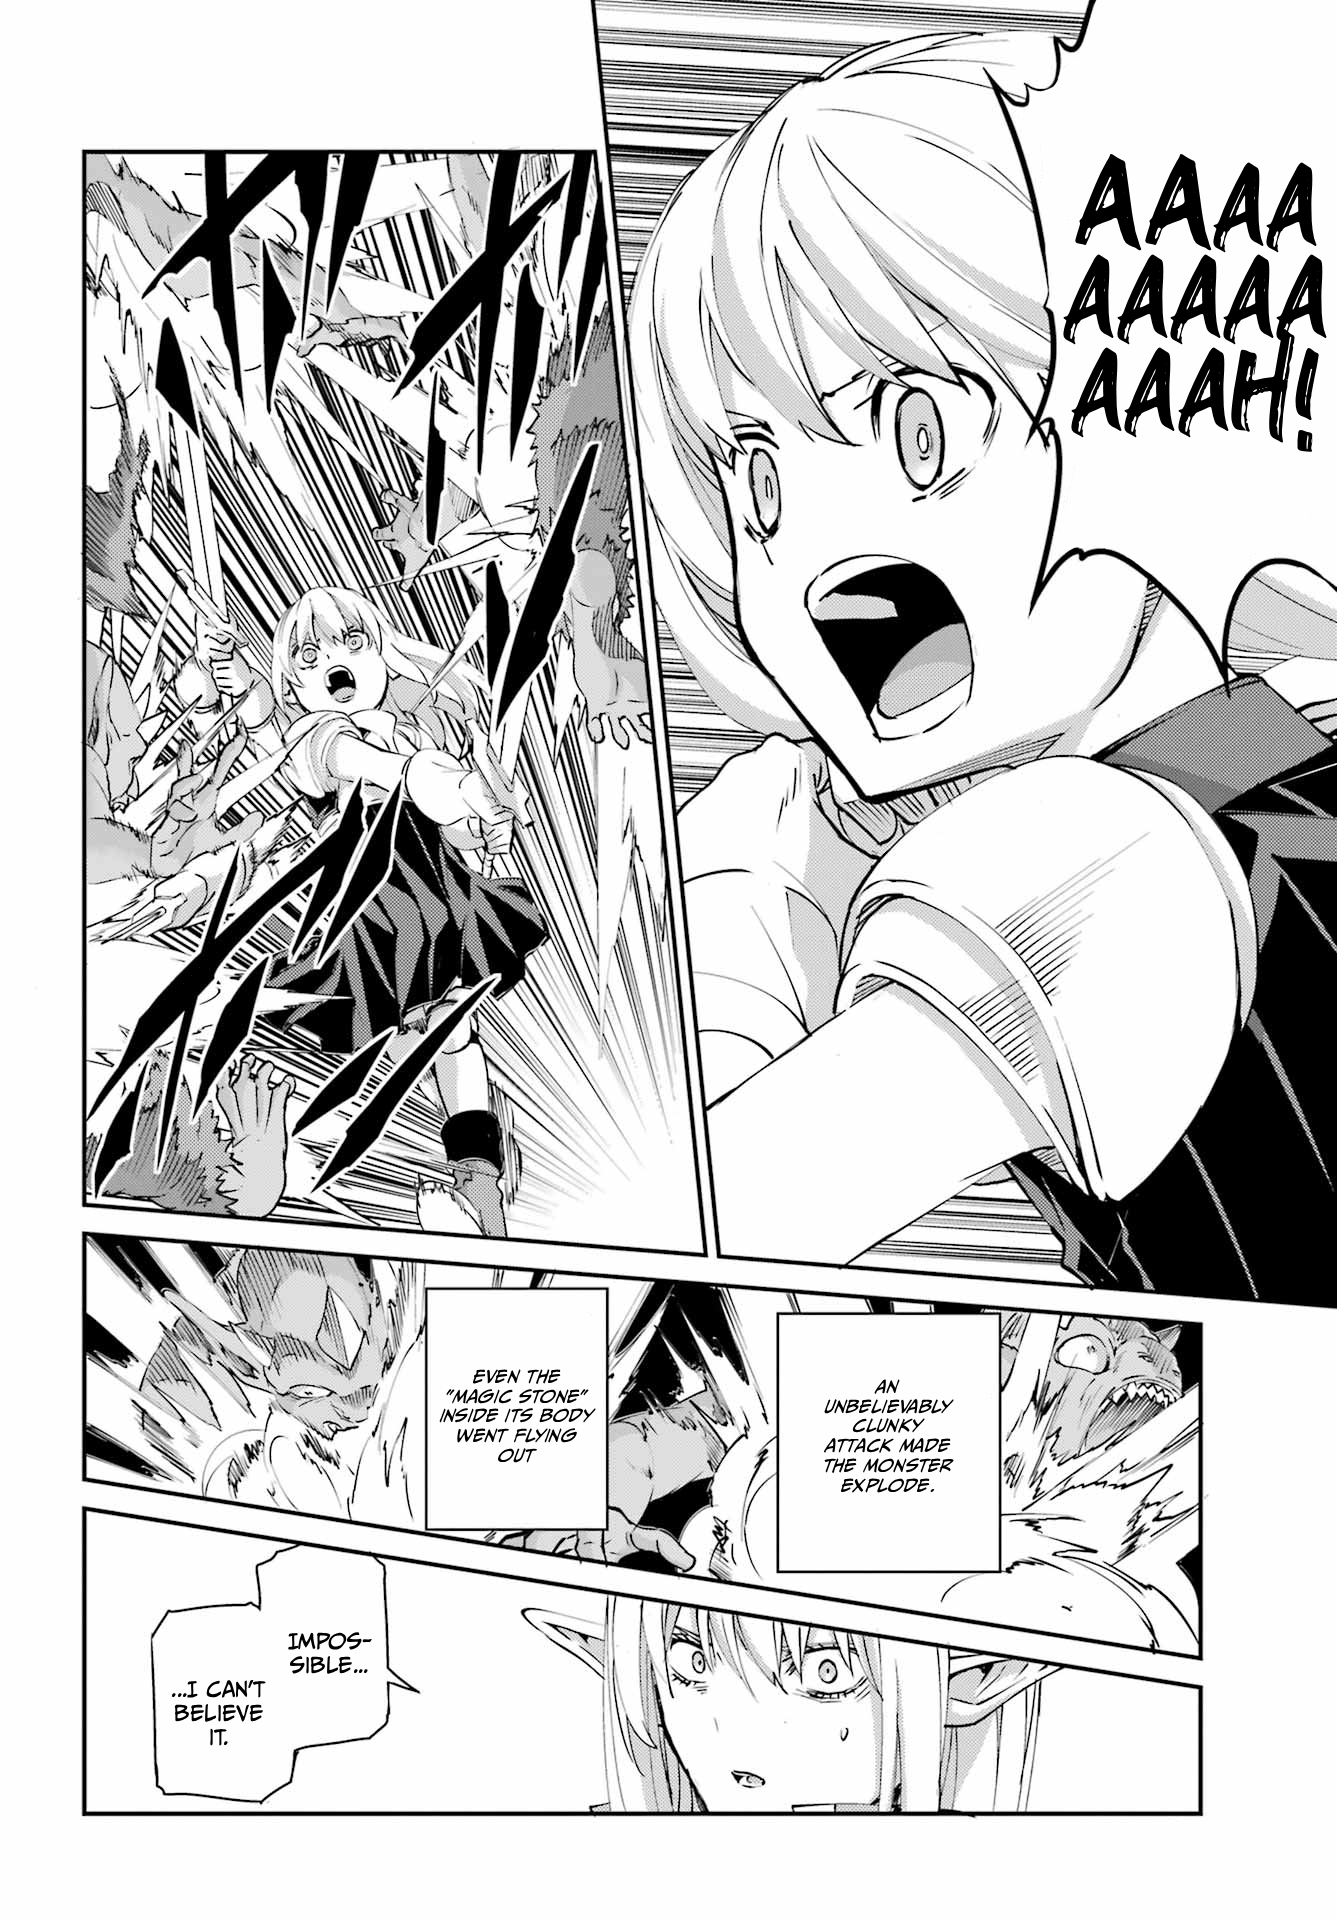 AAAA
AAAAA
AAAH!
AN
UNBELIEVABLY
CLUNKY
ATTACK MADE
THE MONSTER
EXPLODE.
EVEN THE
"MAGIC STONE"
INSIDE ITS BODY
WENT FLYING
OUT
IMPOS-
SIBLE...
...I CAN'T
BELIEVE
IT.